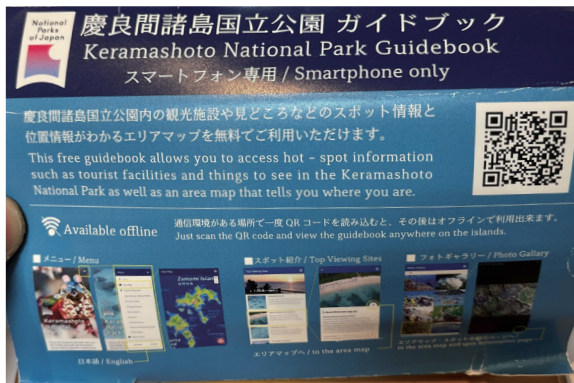 National
Parks
of Japan
慶良間諸島国立公園 ガイドブック
Keramashoto National Park Guidebook
スマートフォン専用 / Smartphone only
慶良間諸島国立公園内の観光施設や見どころなどのスポット情報と
位置情報がわかるエリアマップを無料でご利用いただけます。
This free guidebook allows you to access hot - spot information
such as tourist facilities and things to see in the Keramashoto
National Park as well as an area map that tells you where you are.
Available offline
通信環境がある場所で一度 QR コードを読み込むと、その後はオフラインで利用出来ます。
Just scan the QR code and view the guidebook anywhere on the islands.
メニュー / Menu
スポット紹介 / Top Viewing Sites
フォトギャラリー / Photo Gallary
Keramashoto
Zamami Island
日本語 / English
エリアマップへ / to the area map
to the area map and spot